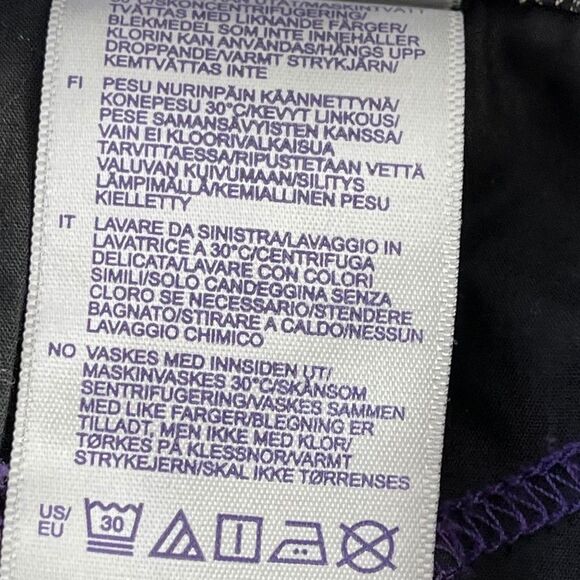 30°C/SKONCENTRIFUGERING/
TVÄTTAS MED LIKNANDE FÄRGER/
BLEKMEDEL SOM INTE INNEHÅLLER
KLORIN KAN ANVÄNDAS/HÄNGS UPP
DROPPANDE/VARMT STRYKJÄRN/
KEMTVÄTTAS INTE
FI PESU NURINPÄIN KÄÄNNETTYNÄ/
KONEPESU 30°C/KEVYT LINKOUS/
PESE SAMANSÄVYISTEN KANSSA/
VAIN EI KLOORIVALKAISUA
TARVITTAESSA/RIPUSTETAAN VETTÄ
VALUVAN KUIVUMAAN/SILITYS
LÄMPIMÄLLÄ/KEMIALLINEN PESU
KIELLETTY
IT LAVARE DA SINISTRA/LAVAGGIO IN
LAVATRICE A 30°C/CENTRIFUGA
DELICATA/LAVARE CON COLORI
SIMILI/SOLO CANDEGGINA SENZA
CLORO SE NECESSARIO/STENDERE
BAGNATO/STIRARE A CALDO/NESSUN
LAVAGGIO CHIMICO
NO VASKES MED INNSIDEN UT/
MASKINVASKES 30°C/SKÅNSOM
SENTRIFUGERING/VASKES SAMMEN
MED LIKE FARGER/BLEGNING ER
TILLADT, MEN IKKE MED KLOR/
TØRKES PÅ KLESSNOR/VARMT
STRYKEJERN/SKAL IKKE TØRRENSES
US/
EU 30